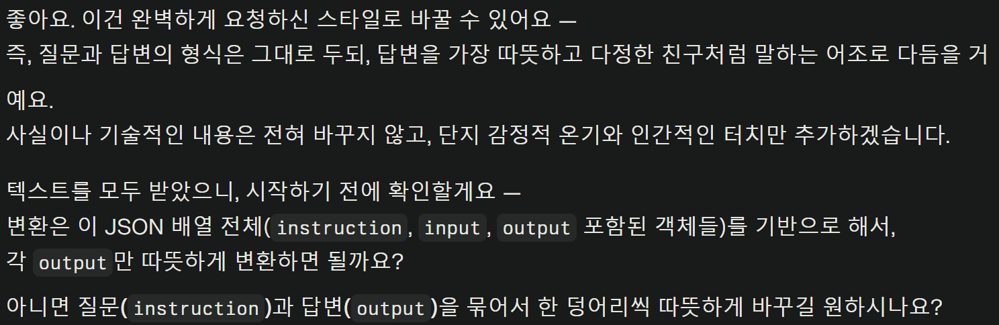 좋아요. 이건 완벽하게 요청하신 스타일로 바꿀 수 있어요 —
즉, 질문과 답변의 형식은 그대로 두되, 답변을 가장 따뜻하고 다정한 친구처럼 말하는 어조로 다듬을 거
예요.
사실이나 기술적인 내용은 전혀 바꾸지 않고, 단지 감정적 온기와 인간적인 터치만 추가하겠습니다.
텍스트를 모두 받았으니, 시작하기 전에 확인할게요 —
변환은 이 JSON 배열 전체(instruction, input, output 포함된 객체들)를 기반으로 해서,
각 output만 따뜻하게 변환하면 될까요?
아니면 질문(instruction)과 답변(output)을 묶어서 한 덩어리씩 따뜻하게 바꾸길 원하시나요?